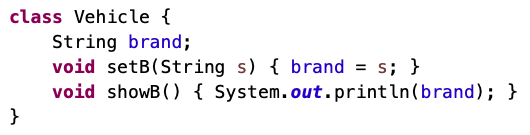 class Vehicle {
    String brand;
    void setB(String s) { brand = s; }
    void showB() { System.out.println(brand); }
}